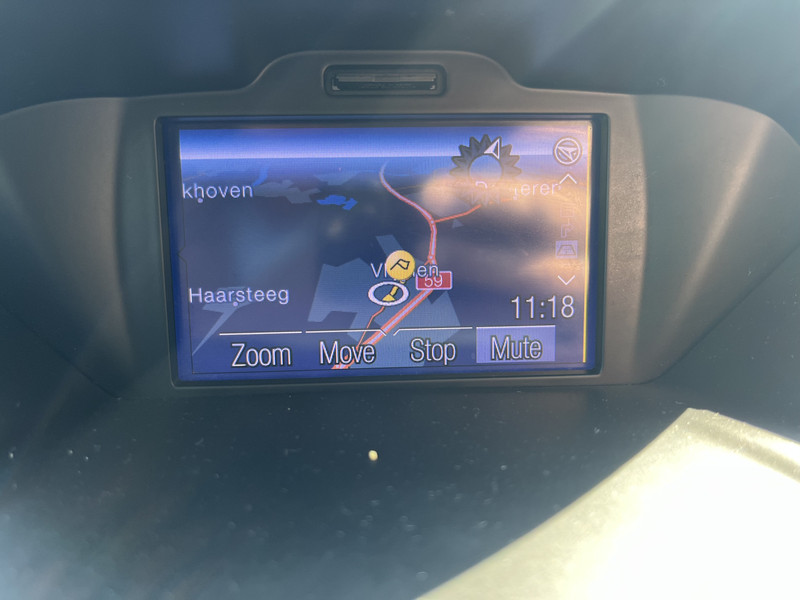 khoven
Haarsteeg
59
11:18
Zoom Move Stop Mute